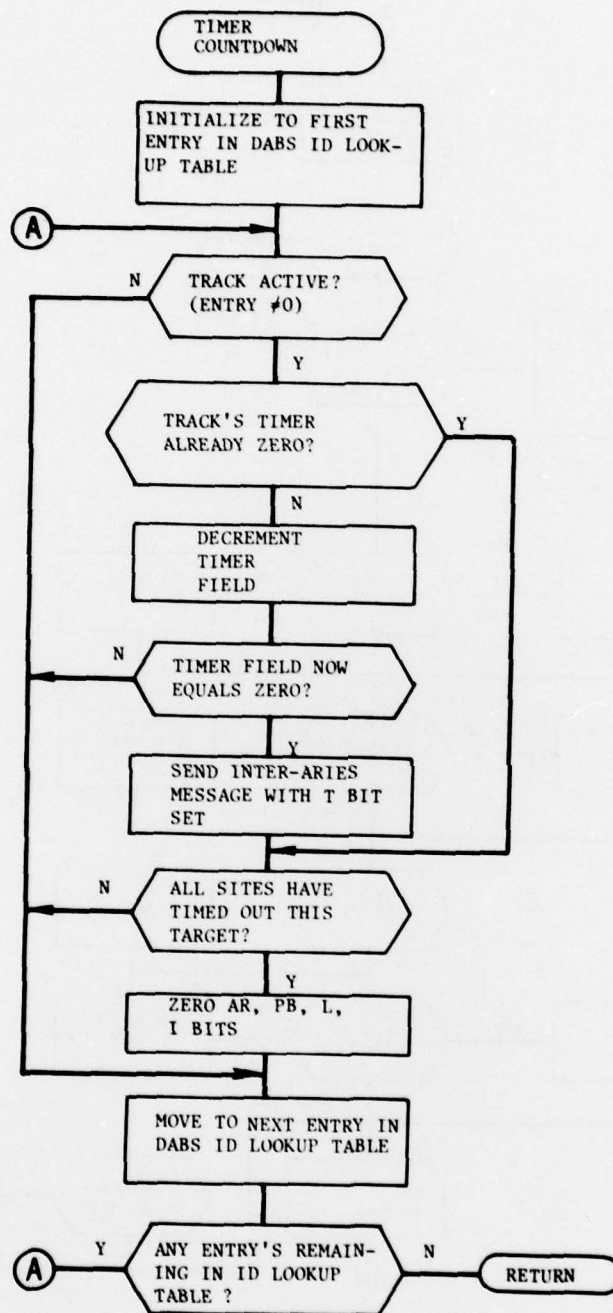 TIMER
COUNTDOWN
INITIALIZE TO FIRST
ENTRY IN DABS ID LOOK-
UP TABLE
A
N
TRACK ACTIVE?
(ENTRY ≠0)
Y
TRACK'S TIMER
ALREADY ZERO?
Y
N
DECREMENT
TIMER
FIELD
N
TIMER FIELD NOW
EQUALS ZERO?
Y
SEND INTER-ARIES
MESSAGE WITH T BIT
SET
N
ALL SITES HAVE
TIMED OUT THIS
TARGET?
Y
ZERO AR, PB, L,
I BITS
MOVE TO NEXT ENTRY IN
DABS ID LOOKUP TABLE
A
Y
ANY ENTRY'S REMAIN-
ING IN ID LOOKUP
TABLE ?
N
RETURN